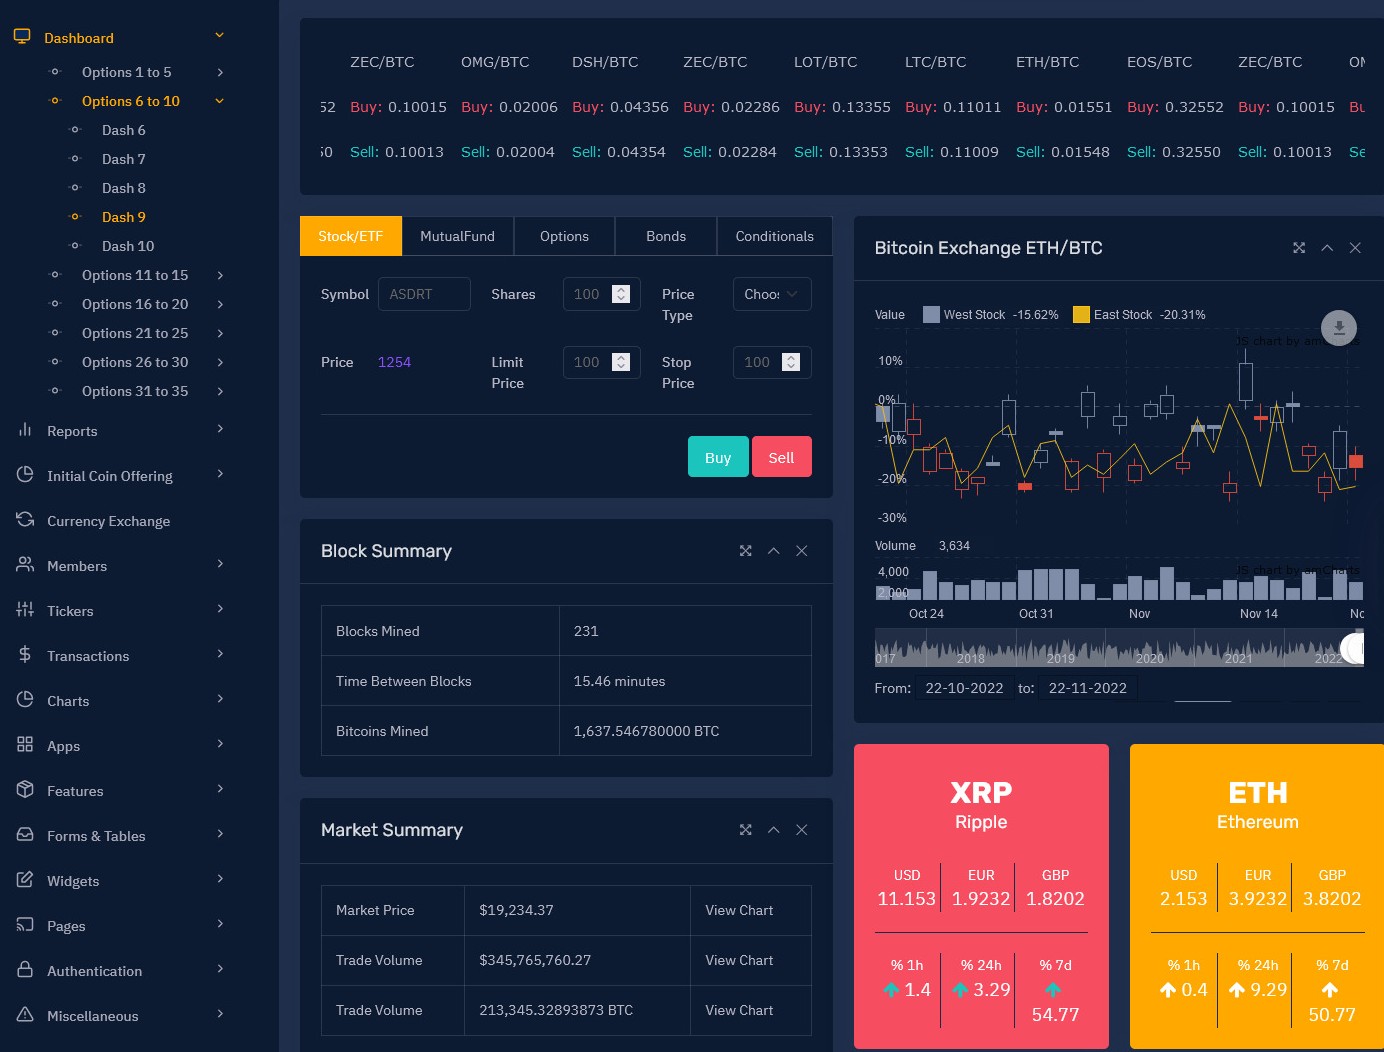 Dashboard
Options 1 to 5
Options 6 to 10
Dash 6
Dash 7
Dash 8
Dash 9
Dash 10
Options 11 to 15
Options 16 to 20
Options 21 to 25
Options 26 to 30
Options 31 to 35
Reports
Initial Coin Offering
Currency Exchange
Members
Tickers
Transactions
Charts
Apps
Features
Forms & Tables
Widgets
Pages
Authentication
Miscellaneous
ZEC/BTC OMG/BTC DSH/BTC ZEC/BTC LOT/BTC LTC/BTC ETH/BTC EOS/BTC ZEC/BTC
Buy: 0.10015 Buy: 0.02006 Buy: 0.04356 Buy: 0.02286 Buy: 0.13355 Buy: 0.11011 Buy: 0.01551 Buy: 0.32552 Buy: 0.10015
Sell: 0.10013 Sell: 0.02004 Sell: 0.04354 Sell: 0.02284 Sell: 0.13353 Sell: 0.11009 Sell: 0.01548 Sell: 0.32550 Sell: 0.10013
Stock/ETF MutualFund Options Bonds Conditionals
Symbol ASDRT Shares 100 Price Type
Price 1254 Limit Price 100 Stop Price 100
Buy Sell
Block Summary
Blocks Mined 231
Time Between Blocks 15.46 minutes
Bitcoins Mined 1,637.546780000 BTC
Market Summary
Market Price $19,234.37 View Chart
Trade Volume $345,765,760.27 View Chart
Trade Volume 213,345.32893873 BTC View Chart
Bitcoin Exchange ETH/BTC
Value West Stock -15.62% East Stock -20.31%
JS chart by amCharts
10%
0%
-10%
-20%
-30%
Volume 3,634
JS chart by amCharts
4,000
2,000
Oct 24 Oct 31 Nov Nov 14
017 2018 2019 2020 2021 2022
From: 22-10-2022 to: 22-11-2022
XRP
Ripple
USD EUR GBP
11.153 1.9232 1.8202
% 1h % 24h % 7d
1.4 3.29 54.77
ETH
Ethereum
USD EUR GBP
2.153 3.9232 3.8202
% 1h % 24h % 7d
0.4 9.29 50.77